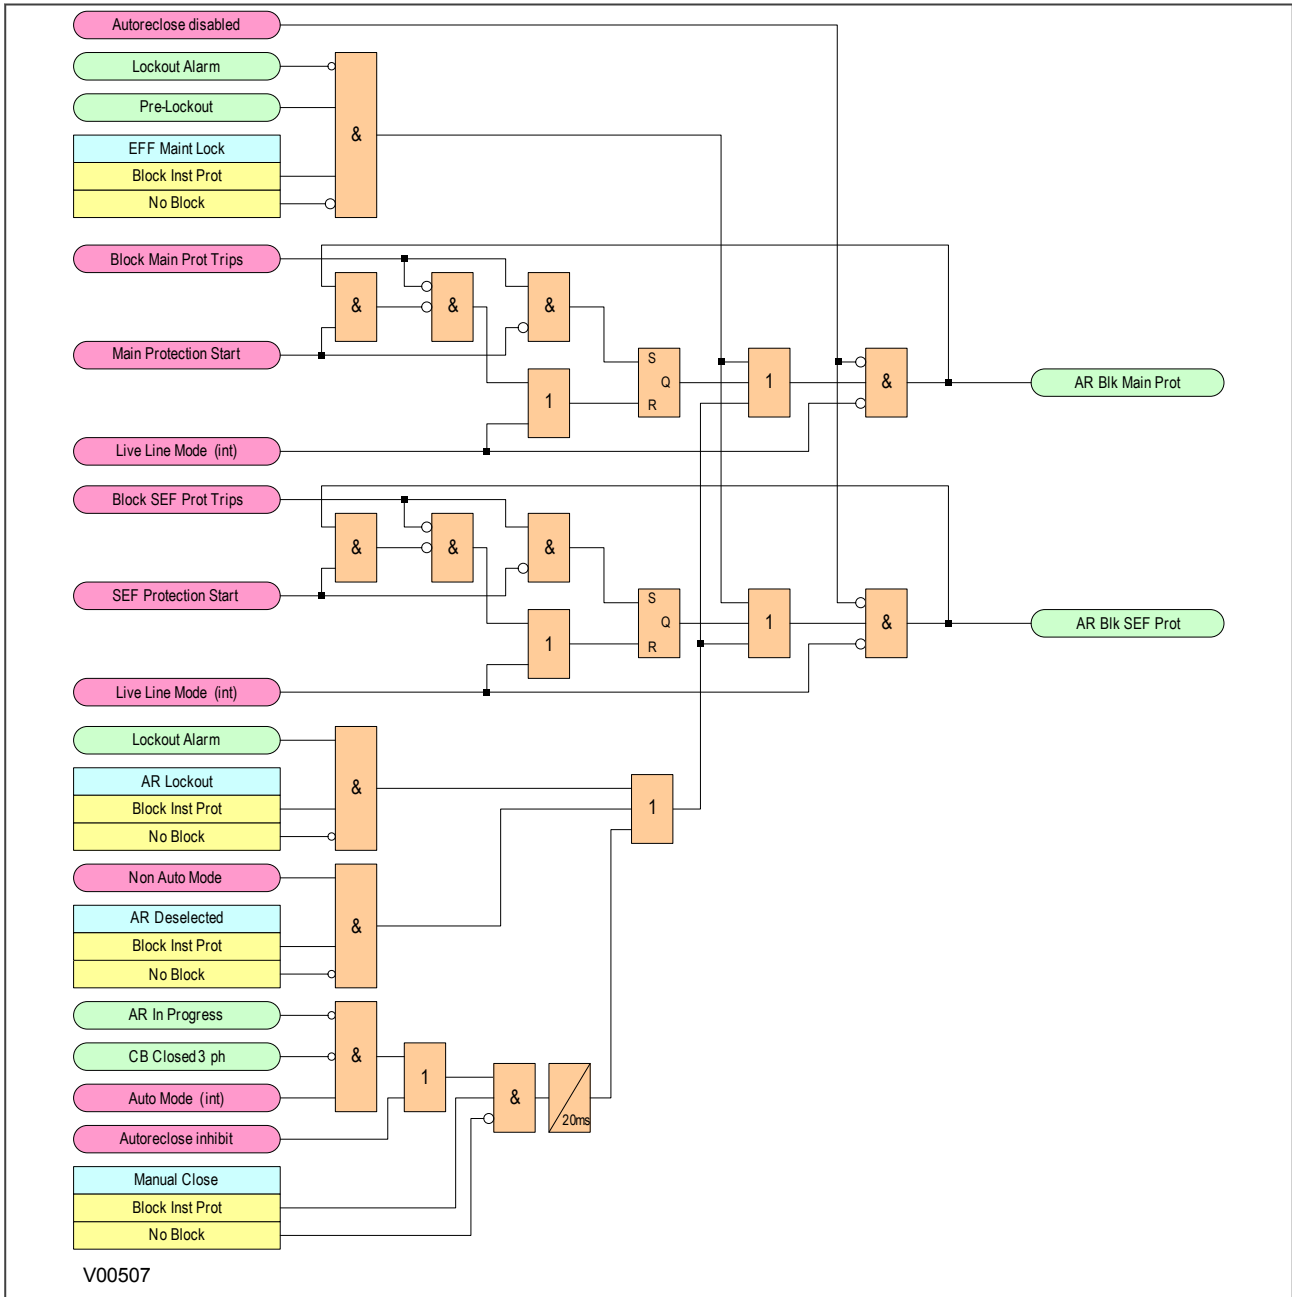 Autoreclose disabled
Lockout Alarm
Pre-Lockout
&
EFF Maint Lock
Block Inst Prot
No Block
Block Main Prot Trips
&
&
&
Main Protection Start
S
Q
R
1
1
&
AR Blk Main Prot
Live Line Mode (int)
Block SEF Prot Trips
&
&
&
SEF Protection Start
S
Q
R
1
1
&
AR Blk SEF Prot
Live Line Mode (int)
Lockout Alarm
AR Lockout
&
Block Inst Prot
No Block
1
Non Auto Mode
AR Deselected
&
Block Inst Prot
No Block
AR In Progress
CB Closed 3 ph
&
Auto Mode (int)
1
&
20ms
Autoreclose inhibit
Manual Close
Block Inst Prot
No Block
V00507